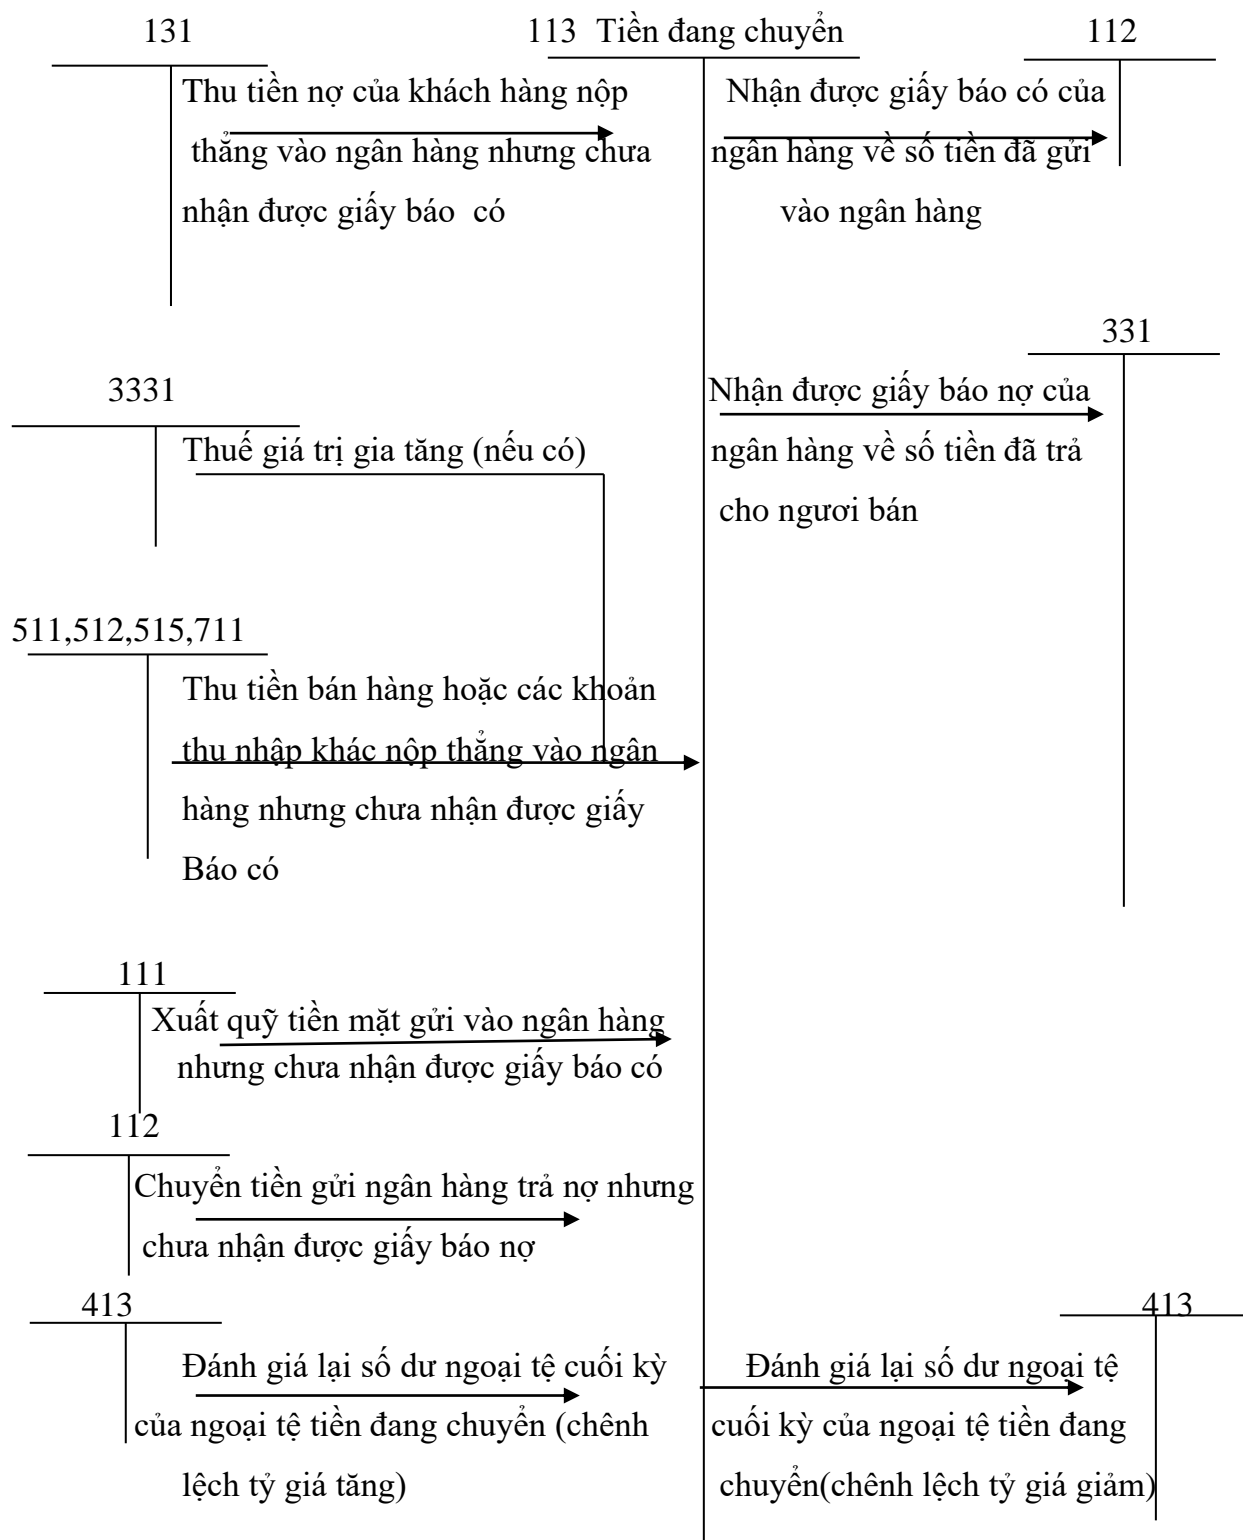 131
113 Tiền đang chuyển
112
Thu tiền nợ của khách hàng nộp
thẳng vào ngân hàng nhưng chưa
nhận được giấy báo có
Nhận được giấy báo có của
ngân hàng về số tiền đã gửi
vào ngân hàng
331
3331
Nhận được giấy báo nợ của
ngân hàng về số tiền đã trả
cho ngươi bán
Thuế giá trị gia tăng (nếu có)
511,512,515,711
Thu tiền bán hàng hoặc các khoản
thu nhập khác nộp thẳng vào ngân
hàng nhưng chưa nhận được giấy
Báo có
111
Xuất quỹ tiền mặt gửi vào ngân hàng
nhưng chưa nhận được giấy báo có
112
Chuyển tiền gửi ngân hàng trả nợ nhưng
chưa nhận được giấy báo nợ
413
413
Đánh giá lại số dư ngoại tệ cuối kỳ
của ngoại tệ tiền đang chuyển (chênh
lệch tỷ giá tăng)
Đánh giá lại số dư ngoại tệ
cuối kỳ của ngoại tệ tiền đang
chuyển(chênh lệch tỷ giá giảm)